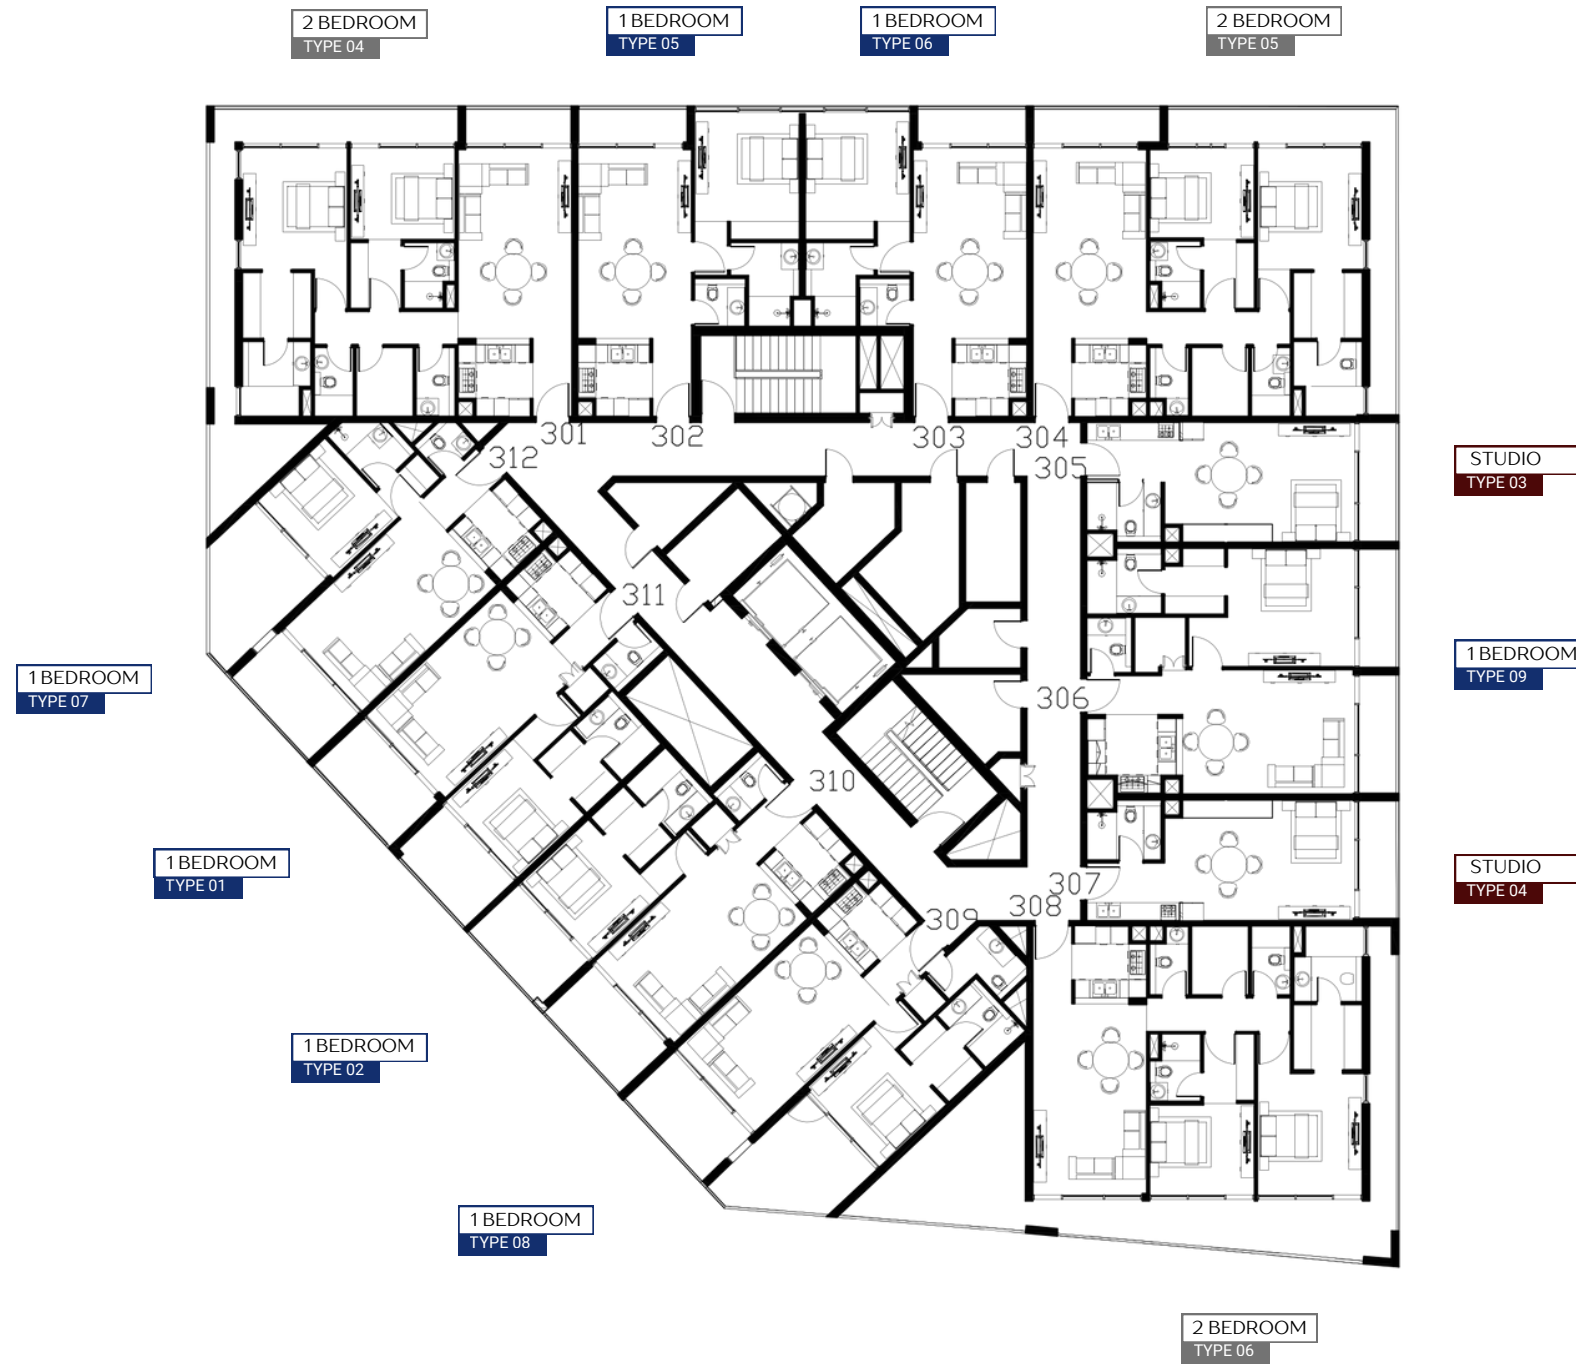 2 BEDROOM
TYPE 04
1 BEDROOM
TYPE 05
1 BEDROOM
TYPE 06
2 BEDROOM
TYPE 05
301
302
303
304
312
305
STUDIO
TYPE 03
311
1 BEDROOM
TYPE 07
306
1 BEDROOM
TYPE 09
310
1 BEDROOM
TYPE 01
307
STUDIO
TYPE 04
308
309
1 BEDROOM
TYPE 02
1 BEDROOM
TYPE 08
2 BEDROOM
TYPE 06